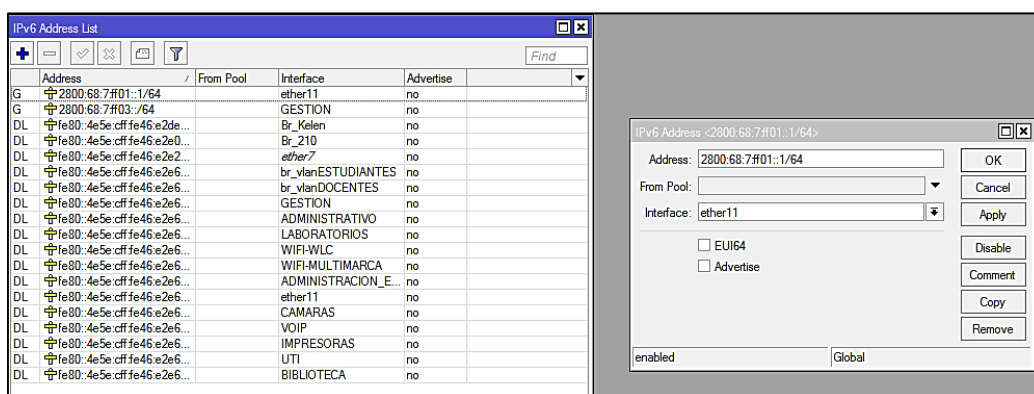 IPv6 Address List
Find
Address / From Pool Interface Advertise
G 2800:68:7:ff01::1/64 ether11 no
G 2800:68:7:ff03::/64 GESTION no
DL fe80::4e5e:cff:fe46:e2de... Br_Kelen no
DL fe80::4e5e:cff:fe46:e2e0... Br_210 no
DL fe80::4e5e:cff:fe46:e2e2... ether7 no
DL fe80::4e5e:cff:fe46:e2e6... br_vlanESTUDIANTES no
DL fe80::4e5e:cff:fe46:e2e6... br_vlanDOCENTES no
DL fe80::4e5e:cff:fe46:e2e6... GESTION no
DL fe80::4e5e:cff:fe46:e2e6... ADMINISTRATIVO no
DL fe80::4e5e:cff:fe46:e2e6... LABORATORIOS no
DL fe80::4e5e:cff:fe46:e2e6... WIFI-WLC no
DL fe80::4e5e:cff:fe46:e2e6... WIFI-MULTIMARCA no
DL fe80::4e5e:cff:fe46:e2e6... ADMINISTRACION_E... no
DL fe80::4e5e:cff:fe46:e2e6... ether11 no
DL fe80::4e5e:cff:fe46:e2e6... CAMARAS no
DL fe80::4e5e:cff:fe46:e2e6... VOIP no
DL fe80::4e5e:cff:fe46:e2e6... IMPRESORAS no
DL fe80::4e5e:cff:fe46:e2e6... UTI no
DL fe80::4e5e:cff:fe46:e2e6... BIBLIOTECA no
IPv6 Address <2800:68:7:ff01::1/64>
Address: 2800:68:7:ff01::1/64
OK
From Pool:
Cancel
Interface: ether11
Apply
EUI64
Disable
Advertise
Comment
Copy
Remove
enabled Global